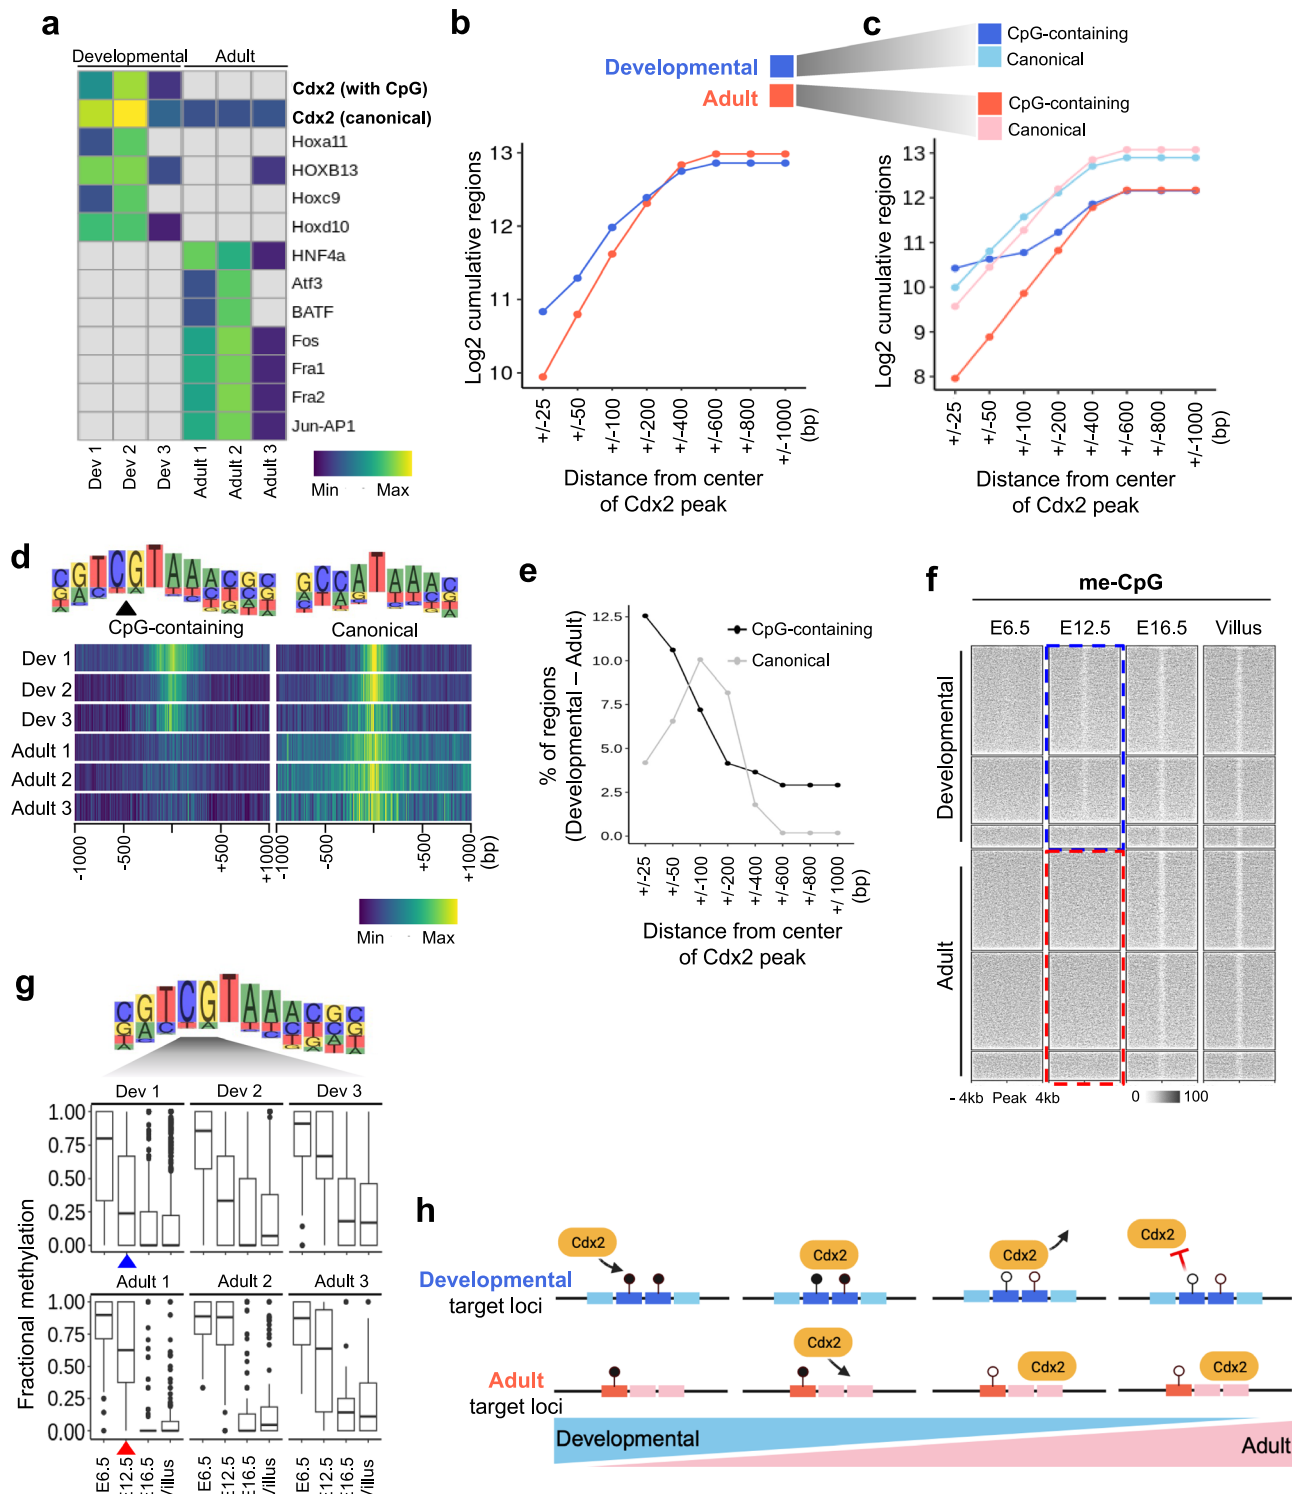 a
Developmental Adult
Cdx2 (with CpG)
Cdx2 (canonical)
Hoxa11
HOXB13
Hoxc9
Hoxd10
HNF4a
Atf3
BATF
Fos
Fra1
Fra2
Jun-AP1
Dev 1
Dev 2
Dev 3
Adult 1
Adult 2
Adult 3
Min - Max
b
Developmental
Adult
Log2 cumulative regions
13
12
11
10
+/-25
+/-50
+/-100
+/-200
+/-400
+/-600
+/-800
+/-1000
(bp)
Distance from center
of Cdx2 peak
c
CpG-containing
Canonical
CpG-containing
Canonical
Log2 cumulative regions
13
12
11
10
9
8
+/-25
+/-50
+/-100
+/-200
+/-400
+/-600
+/-800
+/-1000
(bp)
Distance from center
of Cdx2 peak
d
CpG-containing
Canonical
Dev 1
Dev 2
Dev 3
Adult 1
Adult 2
Adult 3
-1000
-500
+500
+1000
-1000
-500
+500
+1000
(bp)
Min - Max
e
% of regions
(Developmental – Adult)
12.5
10.0
7.5
5.0
2.5
0.0
CpG-containing
Canonical
+/-25
+/-50
+/-100
+/-200
+/-400
+/-600
+/-800
+/ 1000
(bp)
Distance from center
of Cdx2 peak
f
me-CpG
E6.5 E12.5 E16.5 Villus
Developmental
Adult
- 4kb Peak 4kb
0 100
g
Fractional methylation
Dev 1 Dev 2 Dev 3
1.00
0.75
0.50
0.25
0.00
Adult 1 Adult 2 Adult 3
1.00
0.75
0.50
0.25
0.00
E6.5
E12.5
E16.5
Villus
E6.5
E12.5
E16.5
Villus
E6.5
E12.5
E16.5
Villus
h
Developmental
target loci
Cdx2
Cdx2
Cdx2
Cdx2
Adult
target loci
Cdx2
Cdx2
Cdx2
Developmental
Adult